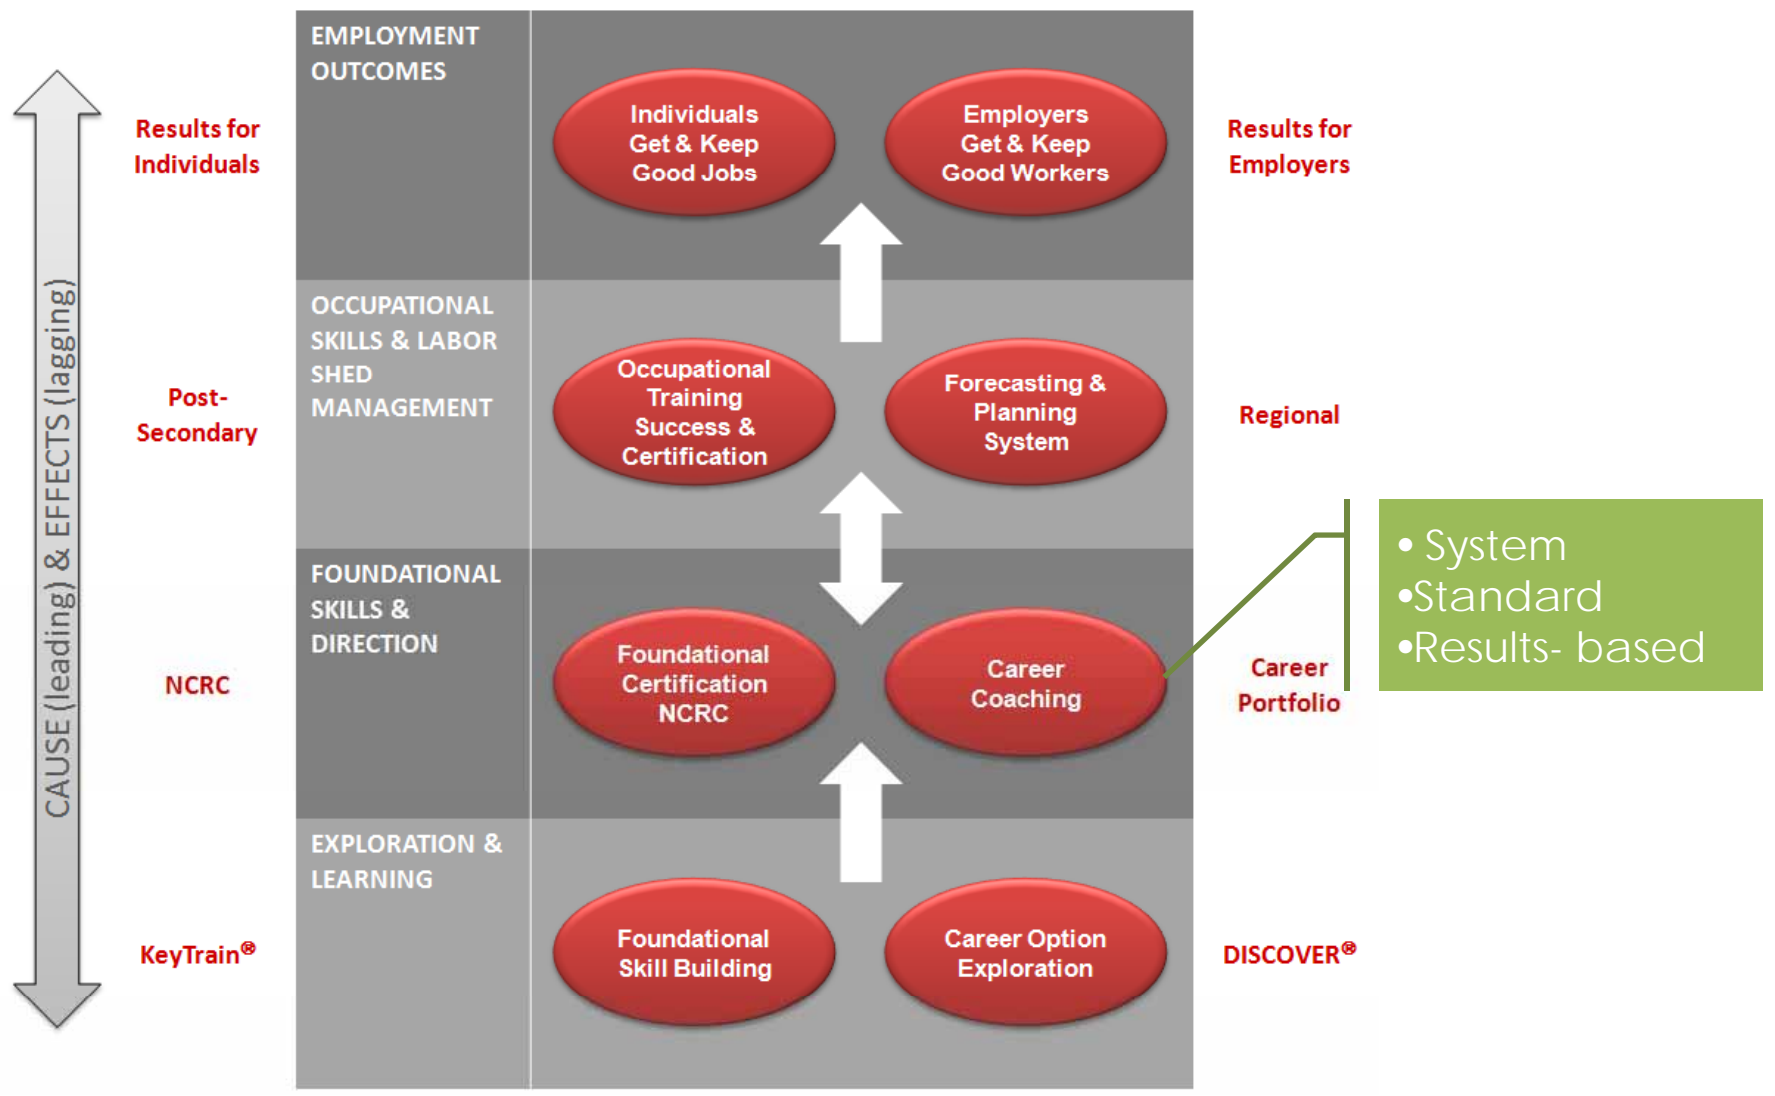 CAUSE (leading) & EFFECTS (lagging)
EMPLOYMENT
OUTCOMES
Results for
Individuals
Individuals
Get & Keep
Good Jobs
Employers
Get & Keep
Good Workers
Results for
Employers
OCCUPATIONAL
SKILLS & LABOR
SHED
MANAGEMENT
Post-
Secondary
Occupational
Training
Success &
Certification
Forecasting &
Planning
System
Regional
FOUNDATIONAL
SKILLS &
DIRECTION
NCRC
Foundational
Certification
NCRC
Career
Coaching
Career
Portfolio
• System
•Standard
•Results- based
EXPLORATION &
LEARNING
KeyTrain®
Foundational
Skill Building
Career Option
Exploration
DISCOVER®